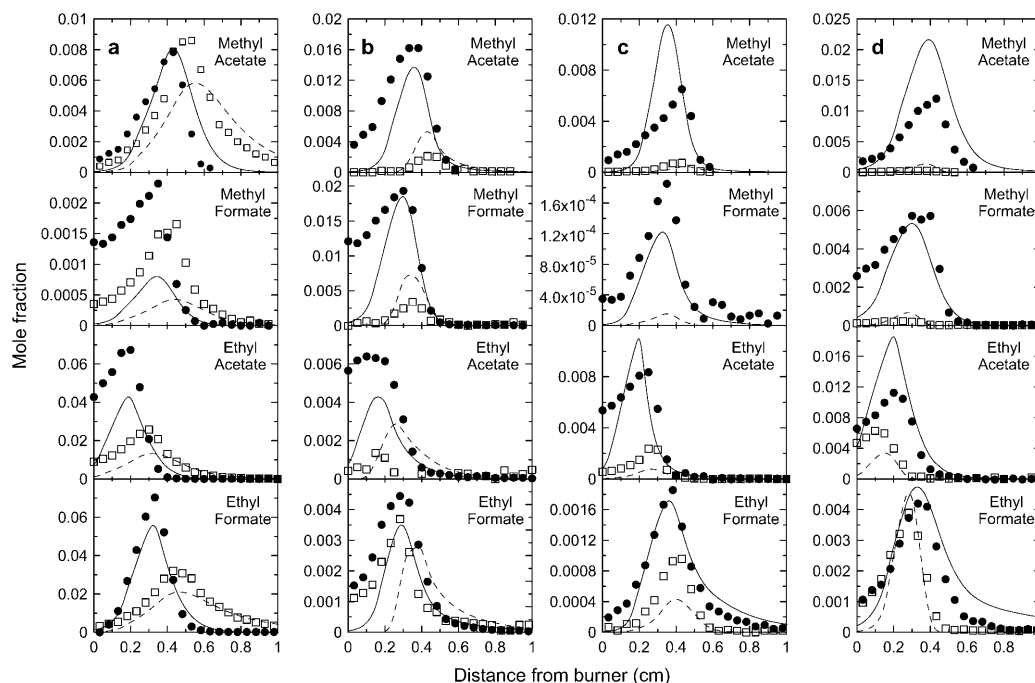 Mole fraction
0.01
0.008
0.006
0.004
0.002
0
a
Methyl
Acetate
0.02
0.016
0.012
0.008
0.004
0
b
Methyl
Acetate
0.012
0.006
0.000
c
Methyl
Acetate
0.025
0.02
0.015
0.01
0.005
0
d
Methyl
Acetate
0.002
0.0015
0.001
0.0005
0
Methyl
Formate
0.02
0.015
0.01
0.005
0
Methyl
Formate
1.6x10⁻⁴
1.2x10⁻⁴
8.0x10⁻⁵
4.0x10⁻⁵
0
Methyl
Formate
0.006
0.004
0.002
0
Methyl
Formate
0.06
0.04
0.02
0
Ethyl
Acetate
0.006
0.004
0.002
0.000
Ethyl
Acetate
0.008
0.004
0
Ethyl
Acetate
0.016
0.012
0.008
0.004
0
Ethyl
Acetate
0.06
0.04
0.02
0
Ethyl
Formate
0.004
0.003
0.002
0.001
0
Ethyl
Formate
0.0016
0.0012
0.0008
0.0004
0.0000
Ethyl
Formate
0.004
0.003
0.002
0.001
0
Ethyl
Formate
0 0.2 0.4 0.6 0.8 1
0 0.2 0.4 0.6 0.8 1
0 0.2 0.4 0.6 0.8 1
0 0.2 0.4 0.6 0.8 1
Distance from burner (cm)